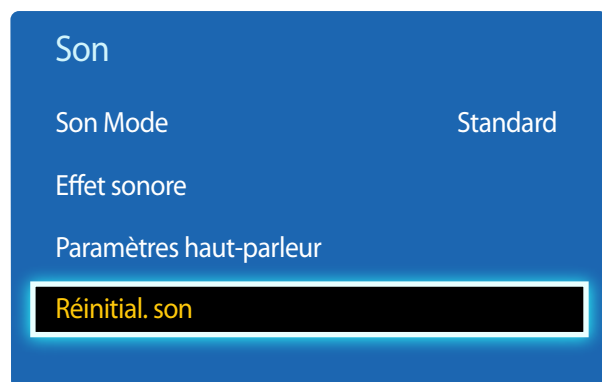 Son
Son Mode Standard
Effet sonore
Paramètres haut-parleur
Réinitial. son